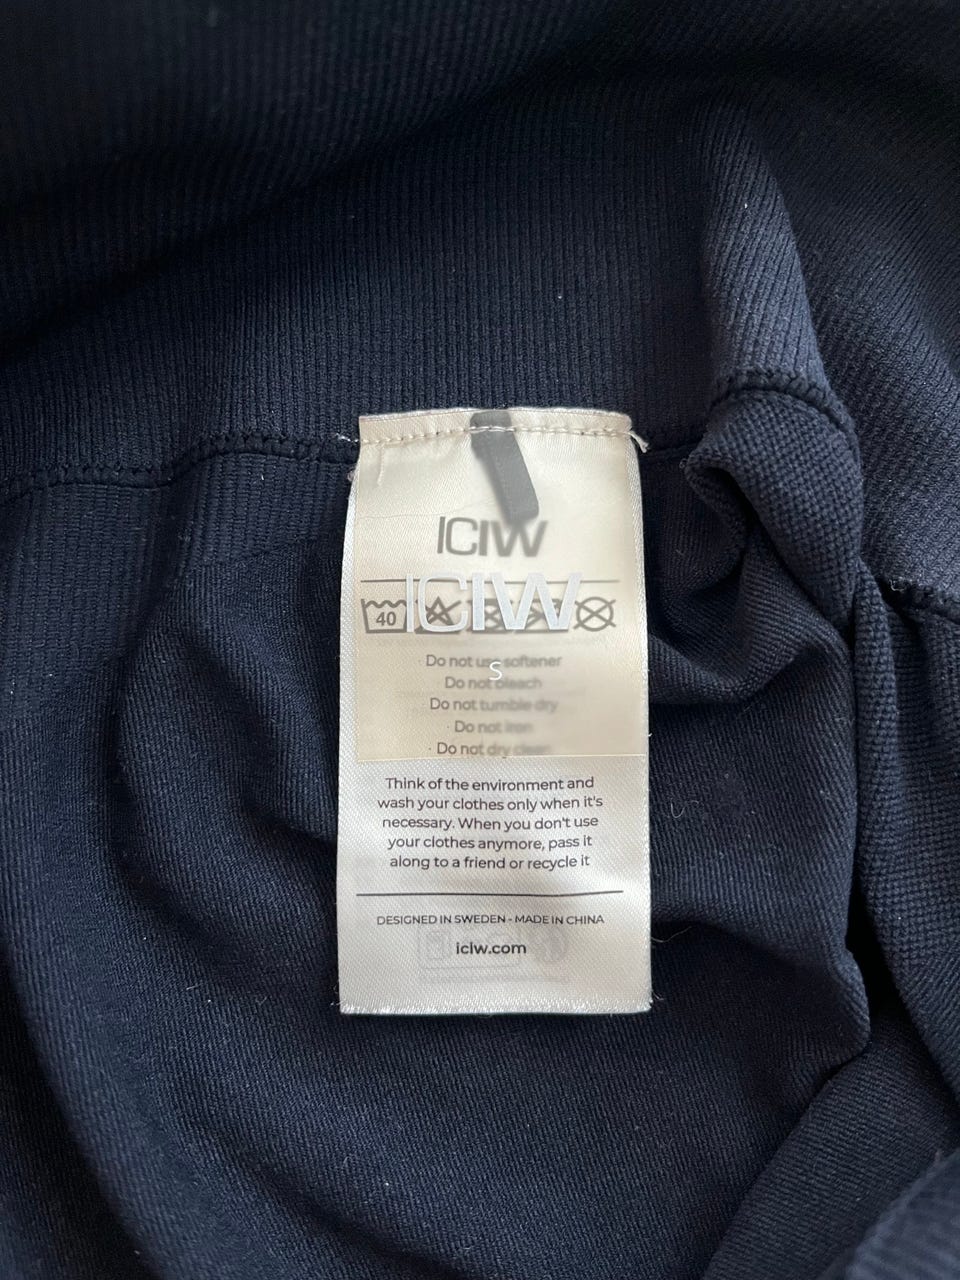 ICIW
ICIW
40
· Do not use softener
S
Do not bleach
Do not tumble dry
· Do not iron
· Do not dry clean
Think of the environment and
wash your clothes only when it's
necessary. When you don't use
your clothes anymore, pass it
along to a friend or recycle it
DESIGNED IN SWEDEN - MADE IN CHINA
iciw.com